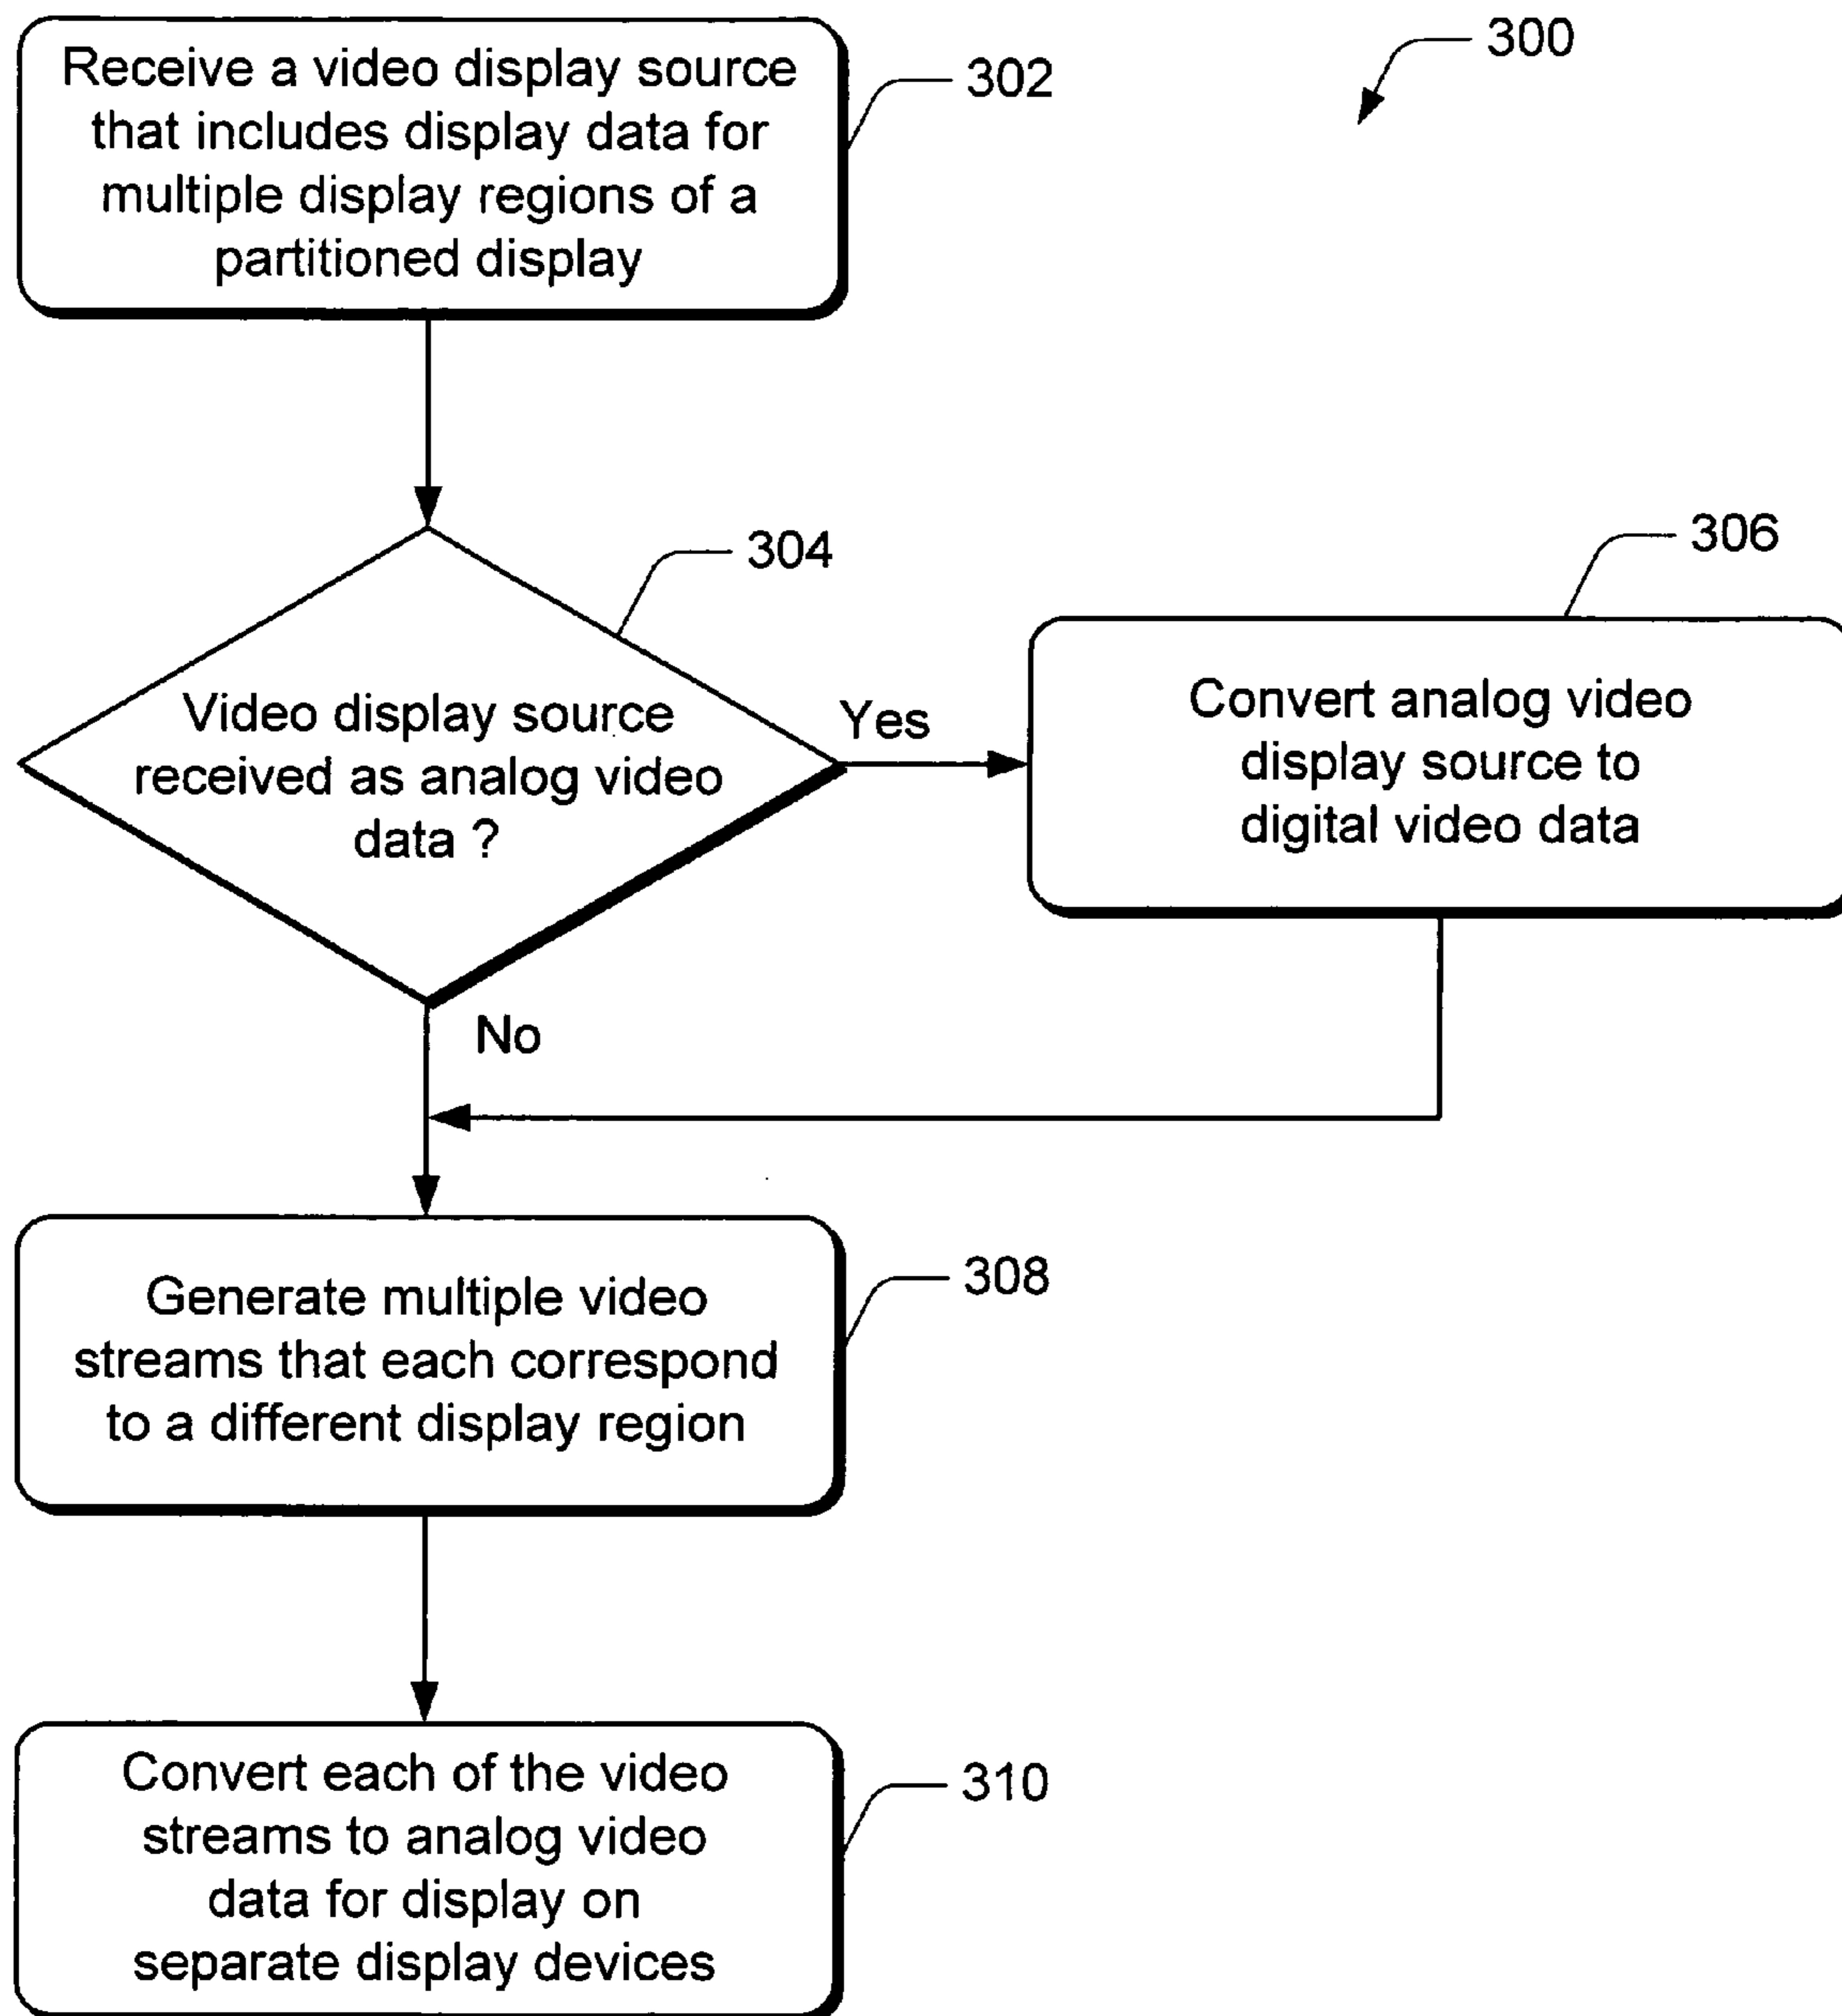 300
Receive a video display source
that includes display data for
multiple display regions of a
partitioned display
302
304
Video display source
received as analog video
data ?
Yes
No
306
Convert analog video
display source to
digital video data
308
Generate multiple video
streams that each correspond
to a different display region
310
Convert each of the video
streams to analog video
data for display on
separate display devices